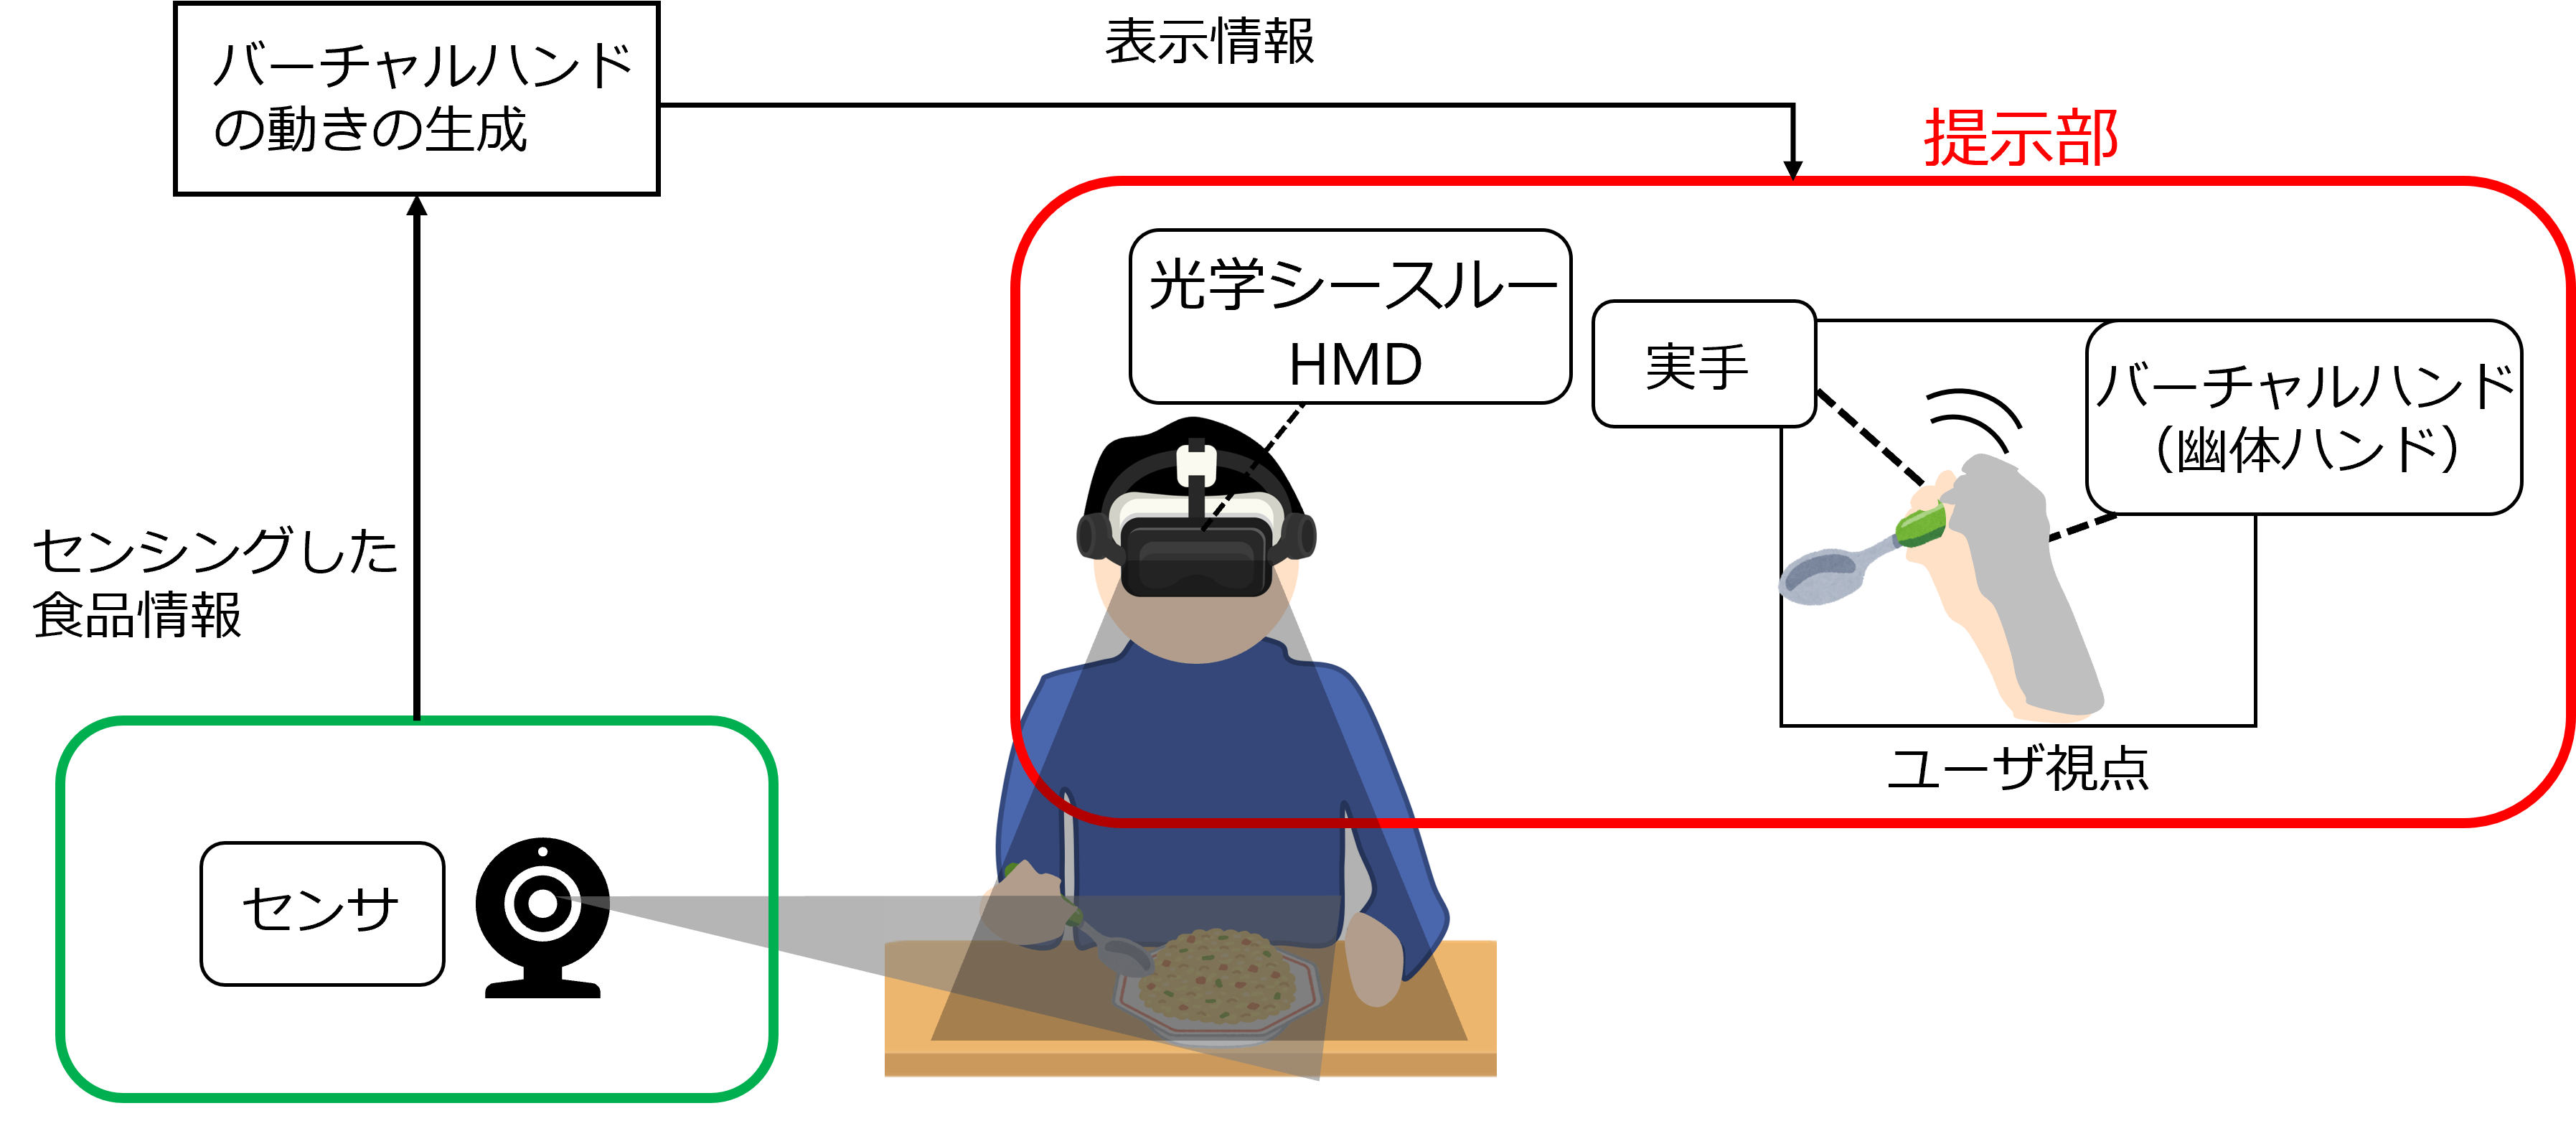 バーチャルハンド
の動きの生成
表示情報
提示部
光学シースルー
HMD
実手
バーチャルハンド
（幽体ハンド）
センシングした
食品情報
ユーザ視点
センサ